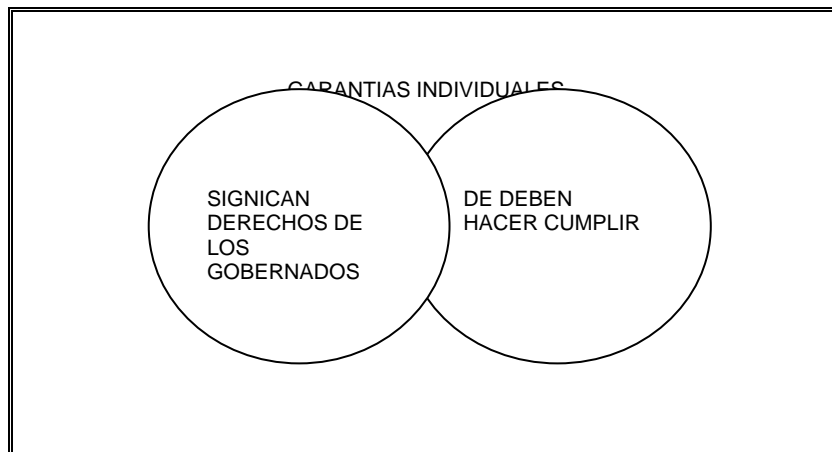 GARANTIAS INDIVIDUALES
SIGNICAN
DERECHOS DE
LOS
GOBERNADOS
DE DEBEN
HACER CUMPLIR